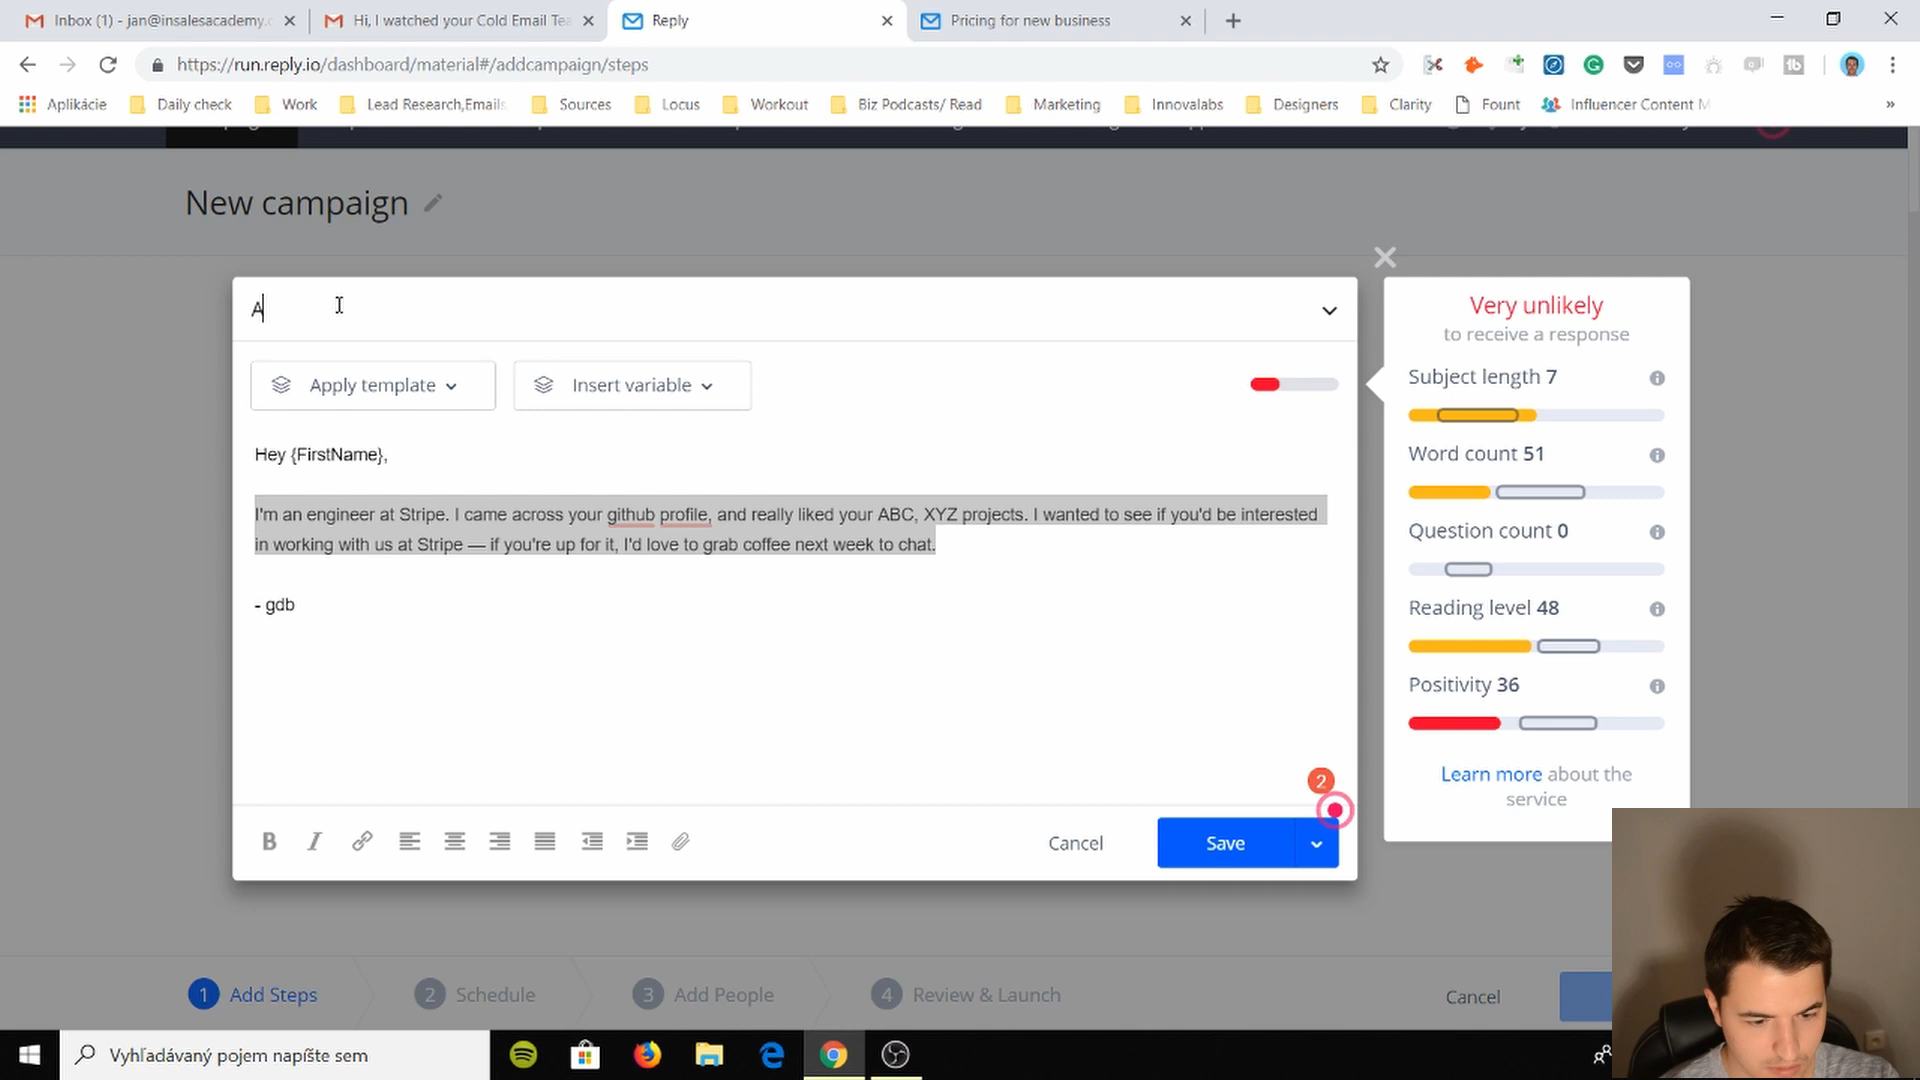 Inbox (1) - jan@insalesacademy.c
Hi, I watched your Cold Email Tea
Reply
Pricing for new business
https://run.reply.io/dashboard/material#/addcampaign/steps
Aplikácie
Daily check
Work
Lead Research,Emails
Sources
Locus
Workout
Biz Podcasts/ Read
Marketing
Innovalabs
Designers
Clarity
Fount
Influencer Content M
»
New campaign
A
Apply template
Insert variable
Hey {FirstName},
I'm an engineer at Stripe. I came across your github profile, and really liked your ABC, XYZ projects. I wanted to see if you'd be interested
in working with us at Stripe — if you're up for it, I'd love to grab coffee next week to chat.
- gdb
2
B I
Cancel
Save
Very unlikely
to receive a response
Subject length 7
Word count 51
Question count 0
Reading level 48
Positivity 36
Learn more about the
service
1 Add Steps
2 Schedule
3 Add People
4 Review & Launch
Cancel
Vyhľadávaný pojem napíšte sem